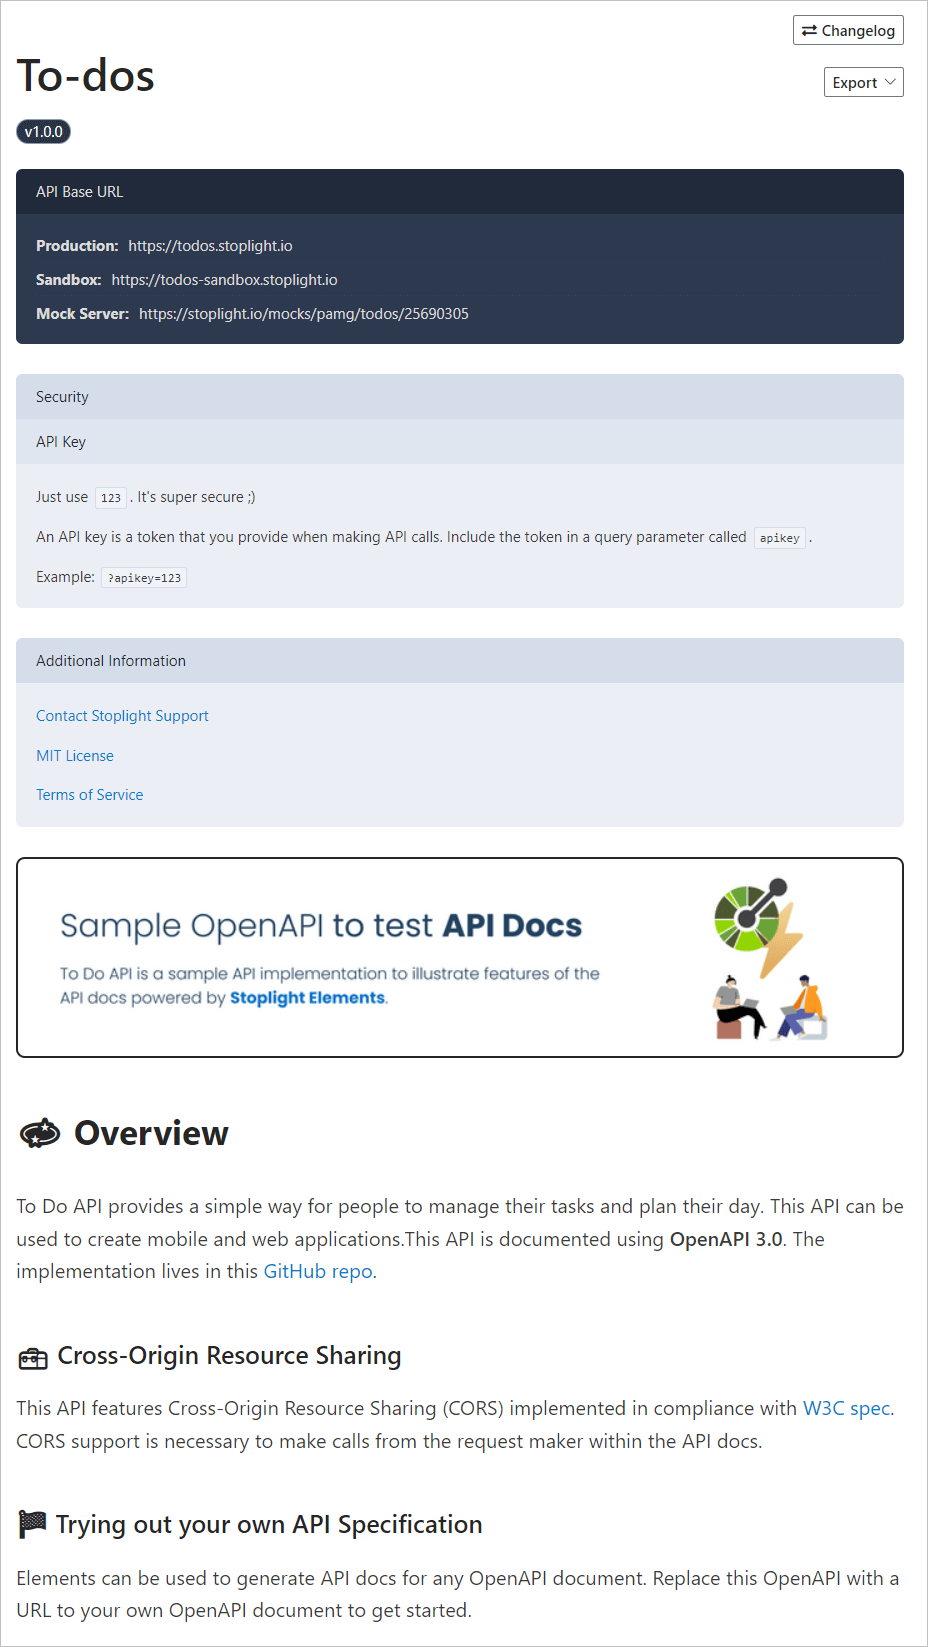 Changelog
To-dos
Export
v1.0.0
API Base URL
Production: https://todos.stoplight.io
Sandbox: https://todos-sandbox.stoplight.io
Mock Server: https://stoplight.io/mocks/pamg/todos/25690305
Security
API Key
Just use 123 . It's super secure ;)
An API key is a token that you provide when making API calls. Include the token in a query parameter called apikey .
Example: ?apikey=123
Additional Information
Contact Stoplight Support
MIT License
Terms of Service
Sample OpenAPI to test API Docs
To Do API is a sample API implementation to illustrate features of the
API docs powered by Stoplight Elements.
Overview
To Do API provides a simple way for people to manage their tasks and plan their day. This API can be
used to create mobile and web applications.This API is documented using OpenAPI 3.0. The
implementation lives in this GitHub repo.
Cross-Origin Resource Sharing
This API features Cross-Origin Resource Sharing (CORS) implemented in compliance with W3C spec.
CORS support is necessary to make calls from the request maker within the API docs.
Trying out your own API Specification
Elements can be used to generate API docs for any OpenAPI document. Replace this OpenAPI with a
URL to your own OpenAPI document to get started.